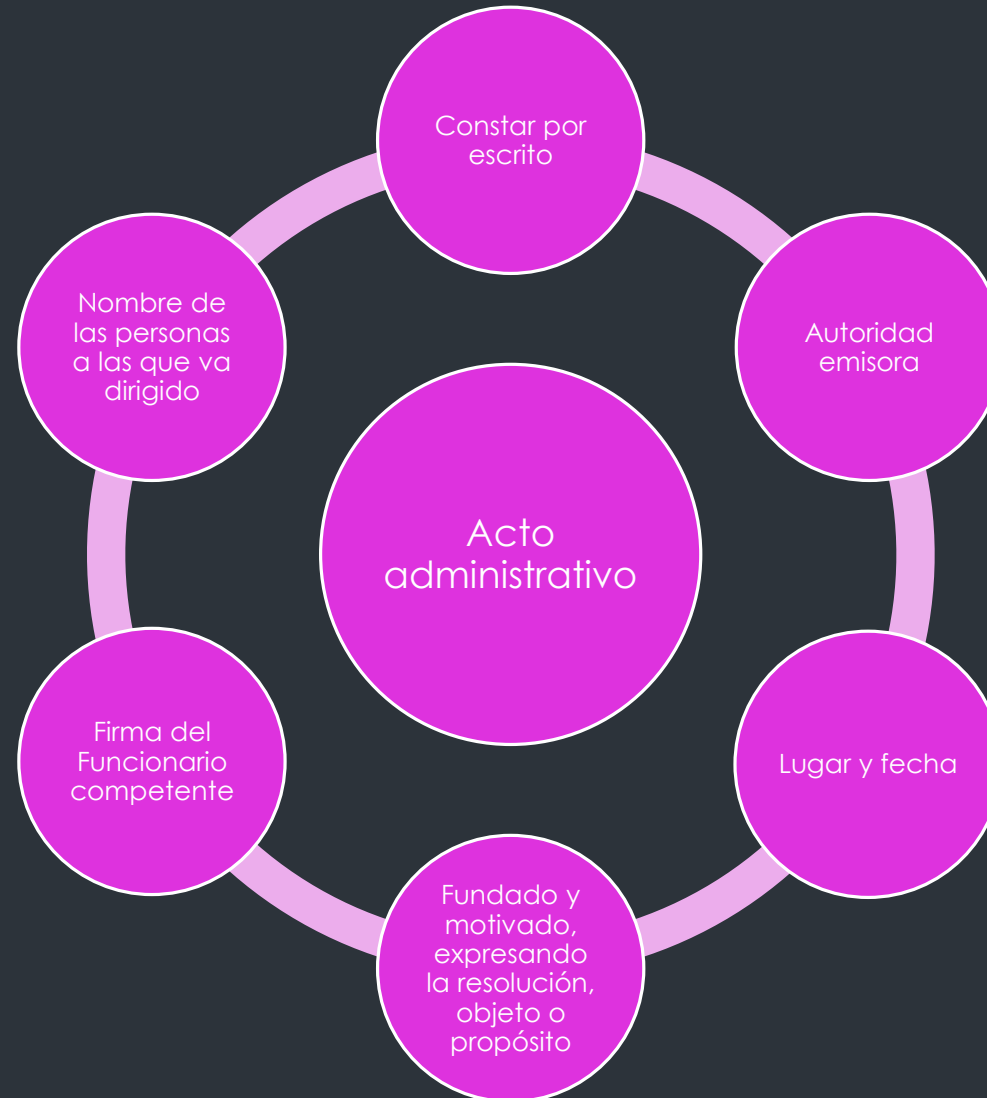 Constar por
escrito
Autoridad
emisora
Lugar y fecha
Fundado y
motivado,
expresando
la resolución,
objeto o
propósito
Firma del
Funcionario
competente
Nombre de
las personas
a las que va
dirigido
Acto
administrativo